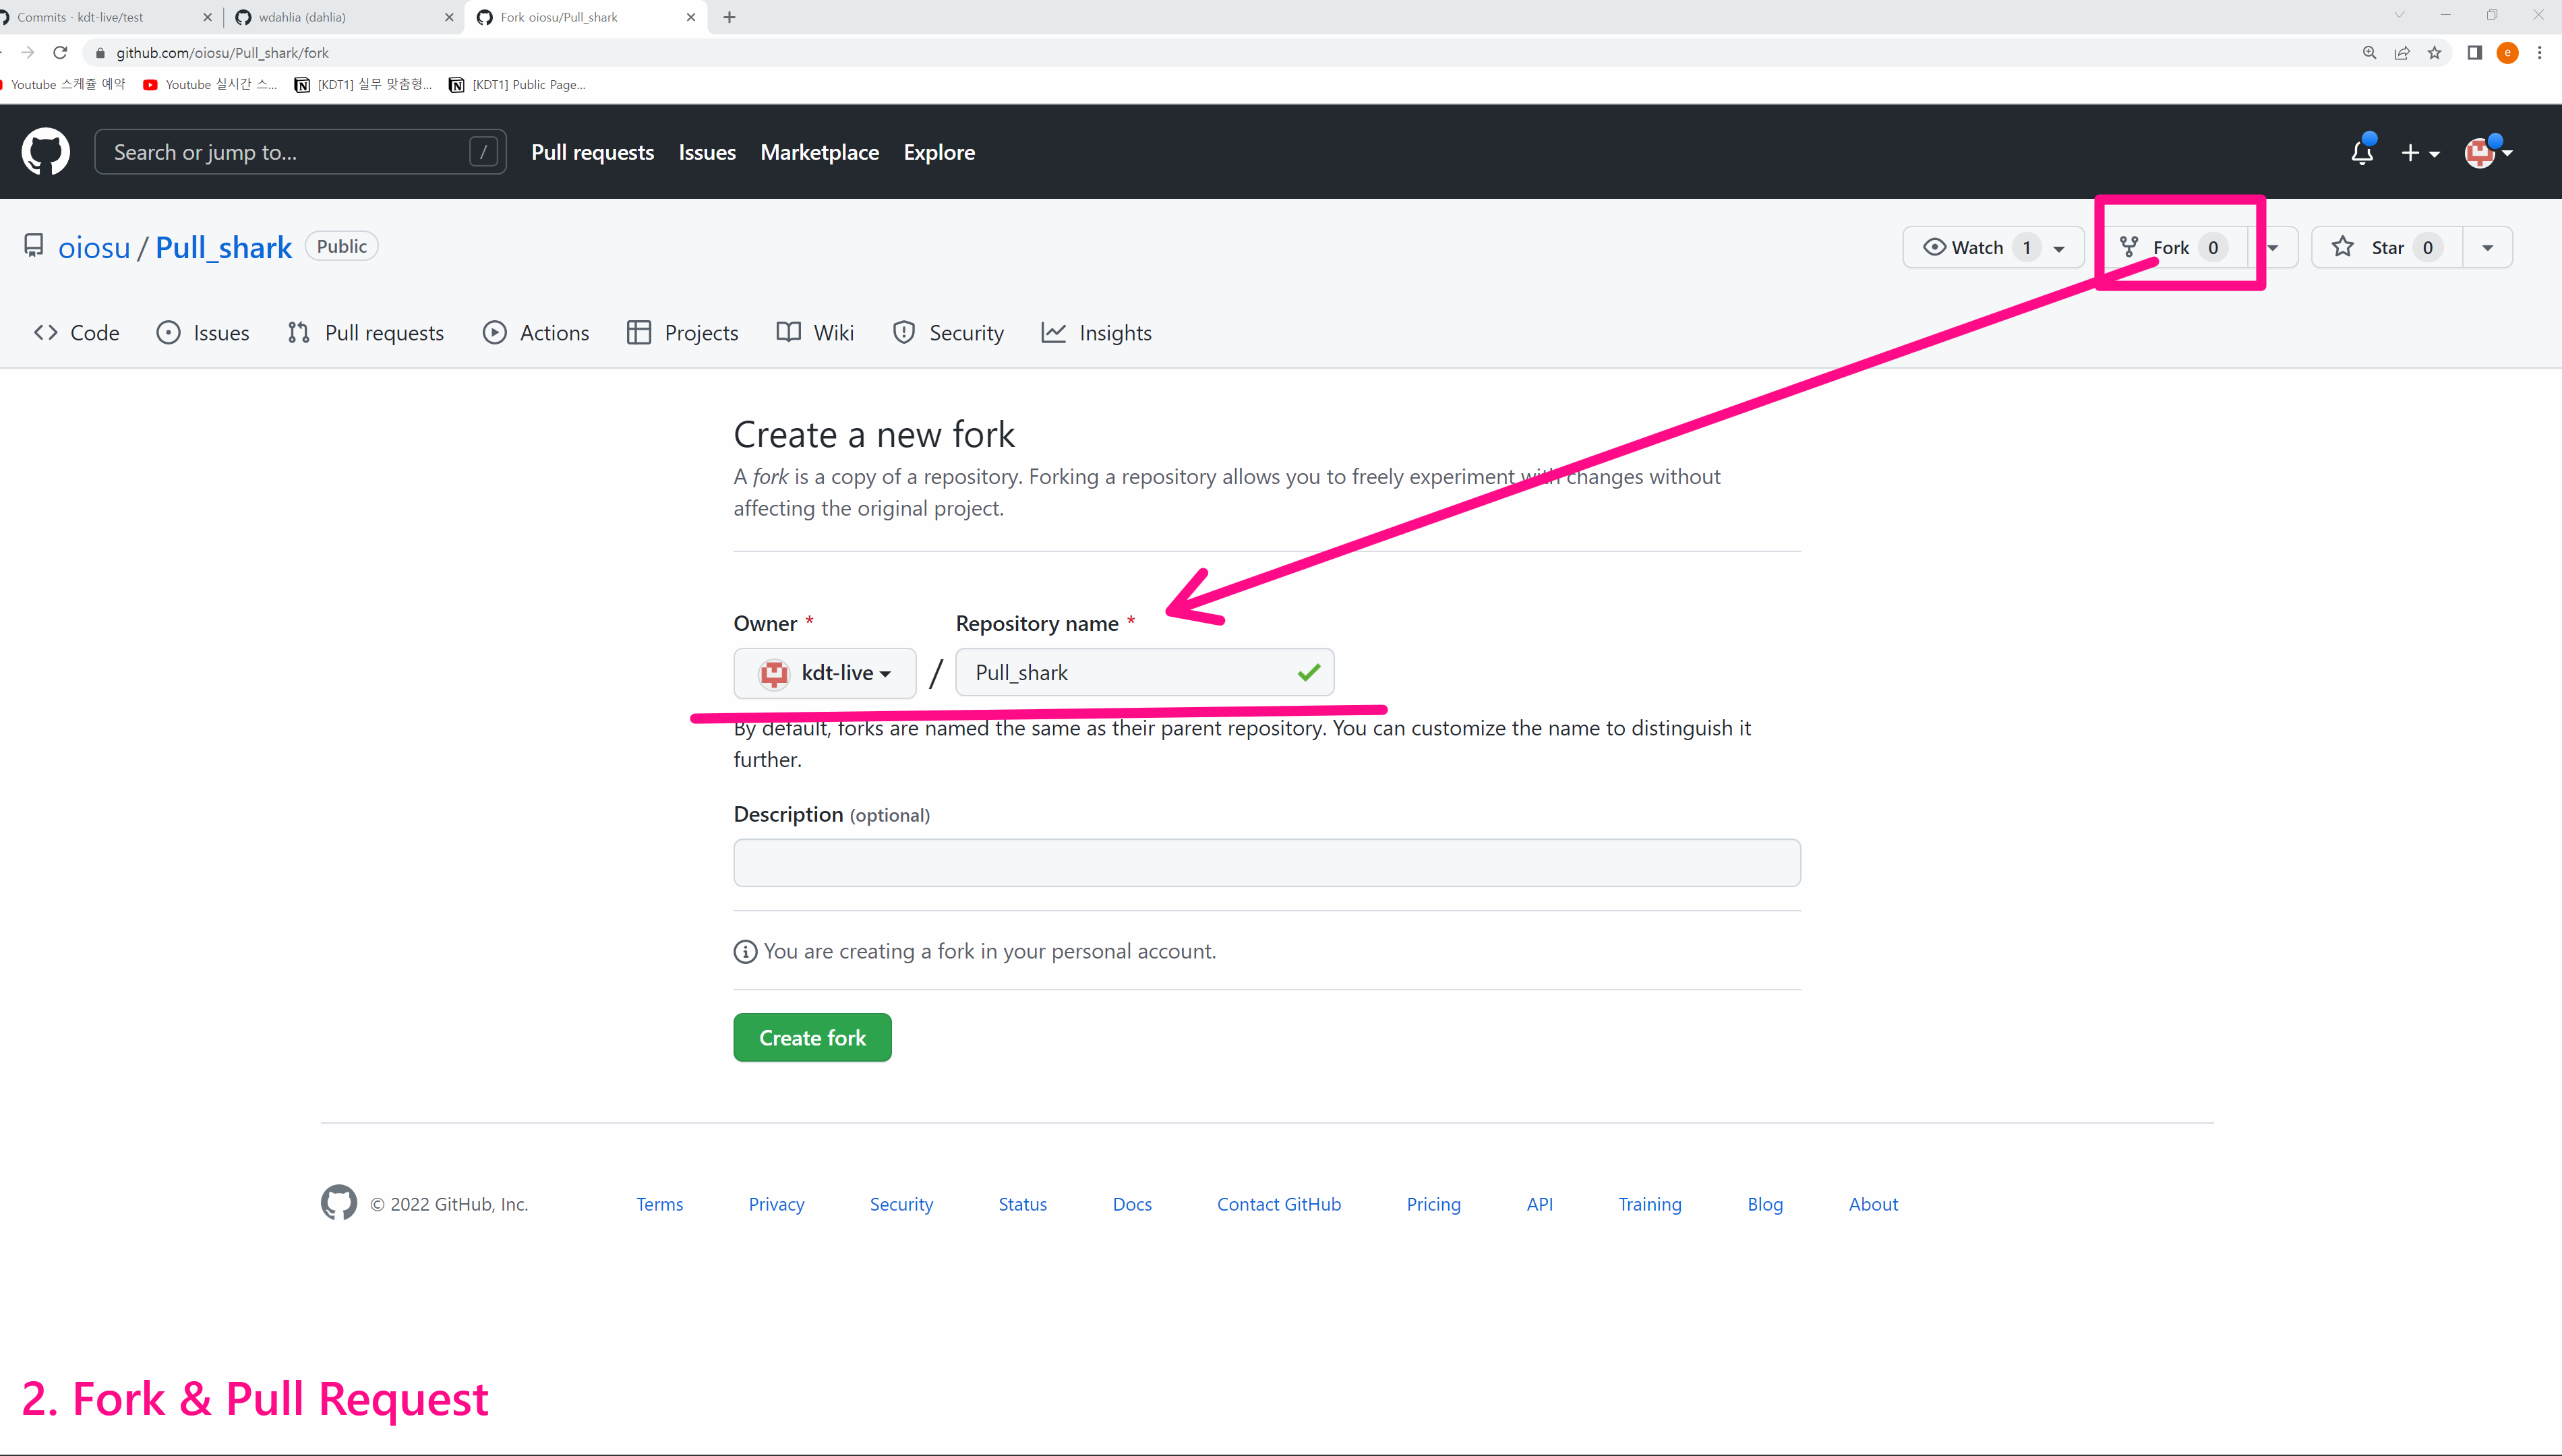 Commits · kdt-live/test
wdahlia (dahlia)
Fork oiosu/Pull_shark
github.com/oiosu/Pull_shark/fork
e
Youtube 스케쥴 예약
Youtube 실시간 스...
[KDT1] 실무 맞춤형...
[KDT1] Public Page...
Search or jump to...
/
Pull requests
Issues
Marketplace
Explore
oiosu / Pull_shark
Public
Watch 1
Fork 0
Star 0
Code
Issues
Pull requests
Actions
Projects
Wiki
Security
Insights
Create a new fork
A fork is a copy of a repository. Forking a repository allows you to freely experiment with changes without
affecting the original project.
Owner *
Repository name *
kdt-live
/
Pull_shark
By default, forks are named the same as their parent repository. You can customize the name to distinguish it
further.
Description (optional)
You are creating a fork in your personal account.
Create fork
© 2022 GitHub, Inc.
Terms
Privacy
Security
Status
Docs
Contact GitHub
Pricing
API
Training
Blog
About
2. Fork & Pull Request